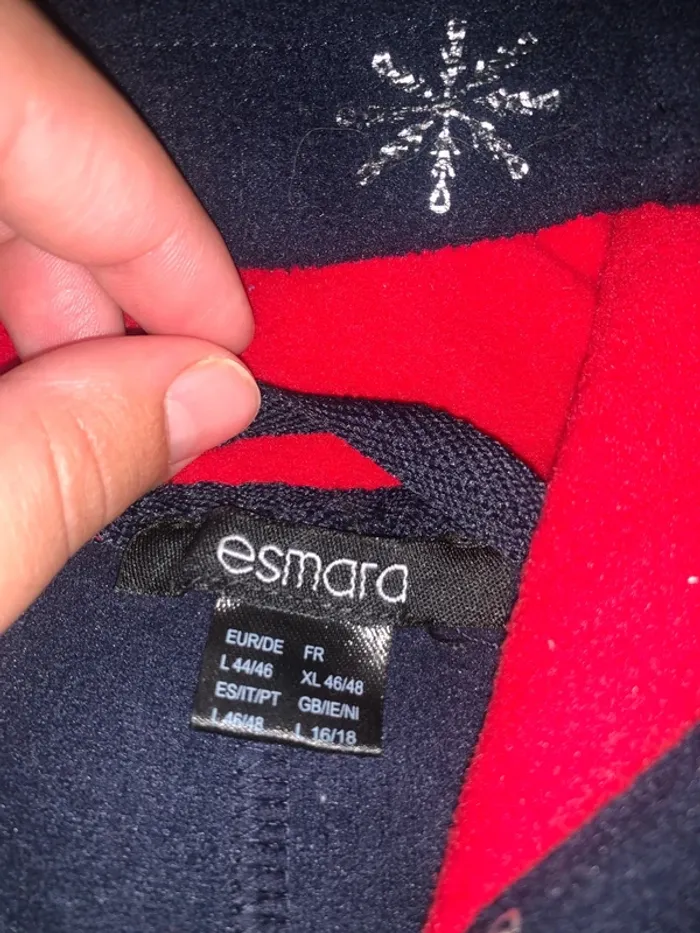 esmara
EUR/DE FR
L 44/46 XL 46/48
ES/IT/PT GB/IE/NI
L 46/48 L 16/18